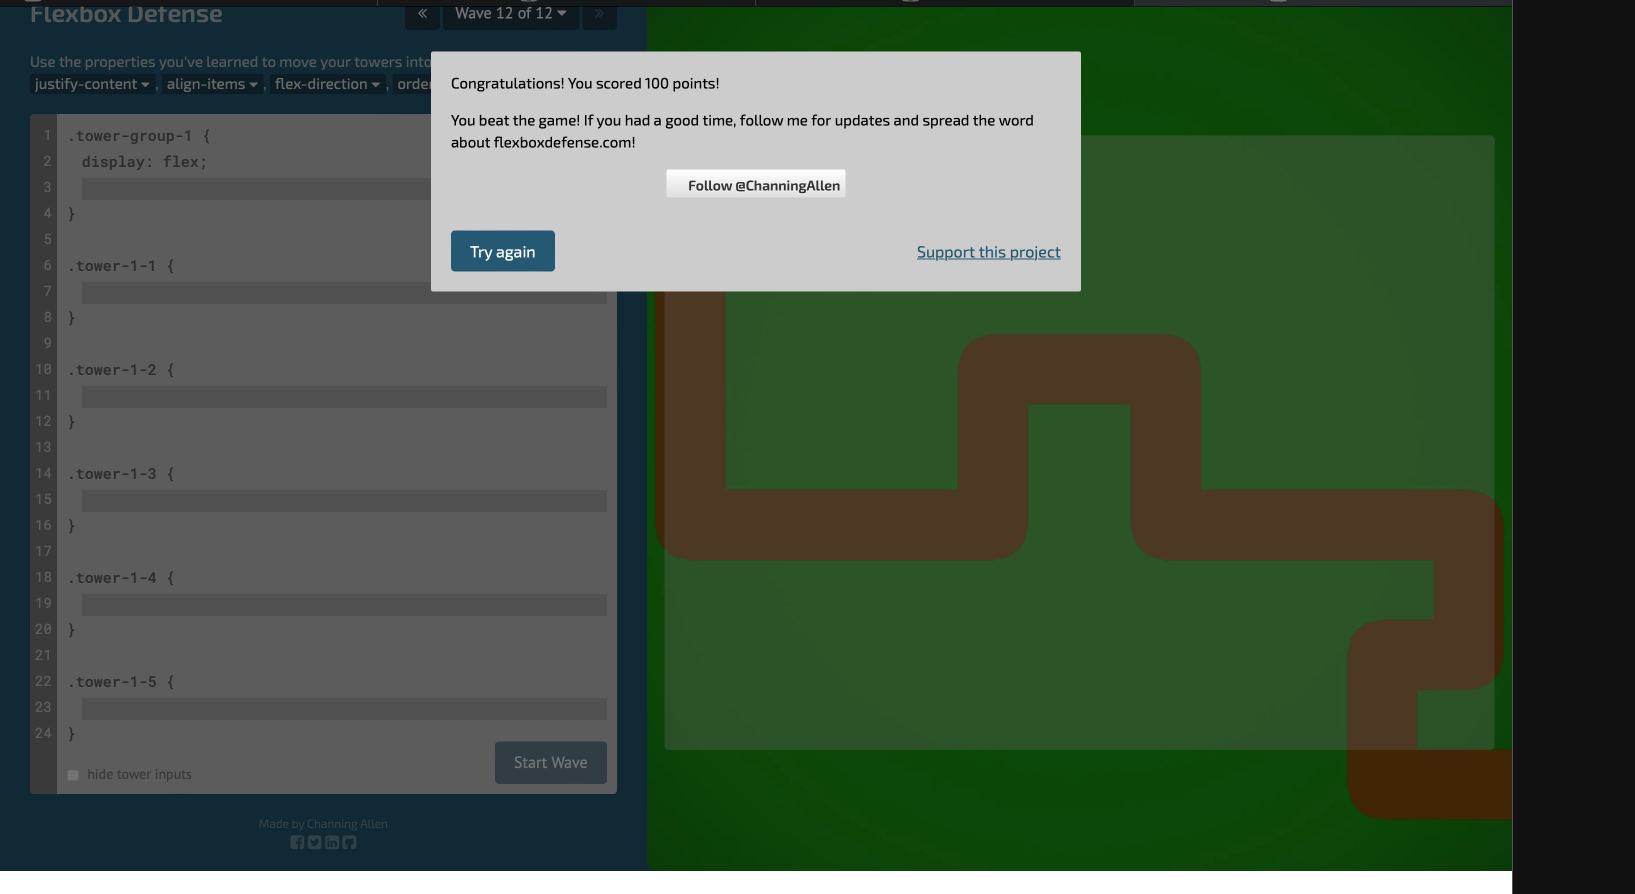 Flexbox Defense
« Wave 12 of 12 »
Use the properties you've learned to move your towers into
justify-content , align-items , flex-direction ,
Congratulations! You scored 100 points!
You beat the game! If you had a good time, follow me for updates and spread the word
about flexboxdefense.com!
Follow @ChanningAllen
Try again
Support this project
1 .tower-group-1 {
2 display: flex;
3
4 }
5
6 .tower-1-1 {
7
8 }
9
10 .tower-1-2 {
11
12 }
13
14 .tower-1-3 {
15
16 }
17
18 .tower-1-4 {
19
20 }
21
22 .tower-1-5 {
23
24 }
hide tower inputs
Start Wave
Made by Channing Allen